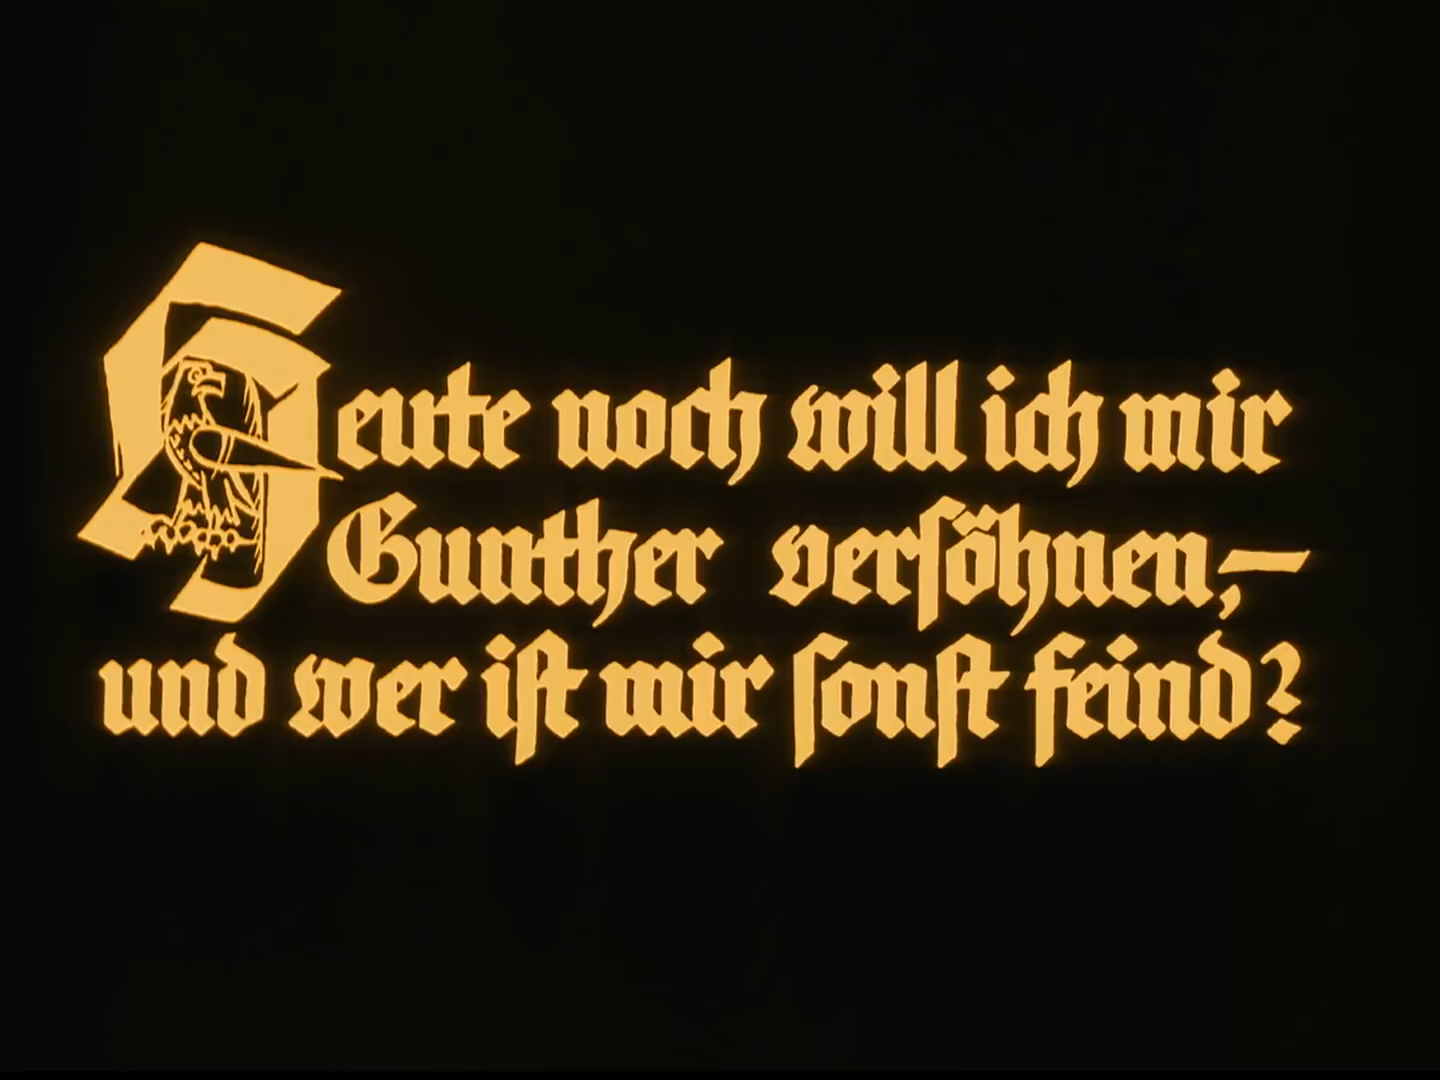 Heute noch will ich mir
Gunther verſöhnen,—
und wer iſt mir ſonſt feind?